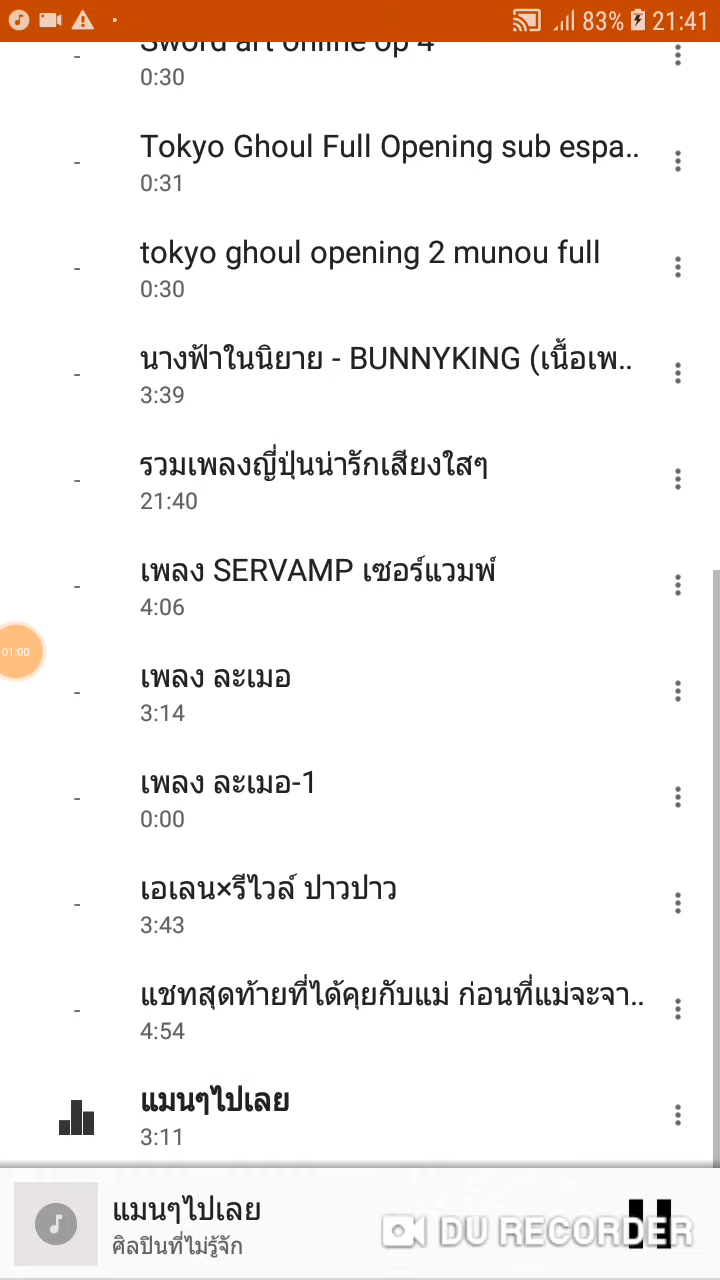 83% 21:41
Sword art online op 4
0:30
Tokyo Ghoul Full Opening sub espa..
0:31
tokyo ghoul opening 2 munou full
0:30
นางฟ้าในนิยาย - BUNNYKING (เนื้อเพ..
3:39
รวมเพลงญี่ปุ่นน่ารักเสียงใสๆ
21:40
เพลง SERVAMP เซอร์แวมพ์
4:06
01:00
เพลง ละเมอ
3:14
เพลง ละเมอ-1
0:00
เอเลน×รีไวล์ ปาวปาว
3:43
แชทสุดท้ายที่ได้คุยกับแม่ ก่อนที่แม่จะจา..
4:54
แมนๆไปเลย
3:11
แมนๆไปเลย
ศิลปินที่ไม่รู้จัก
DU RECORDER